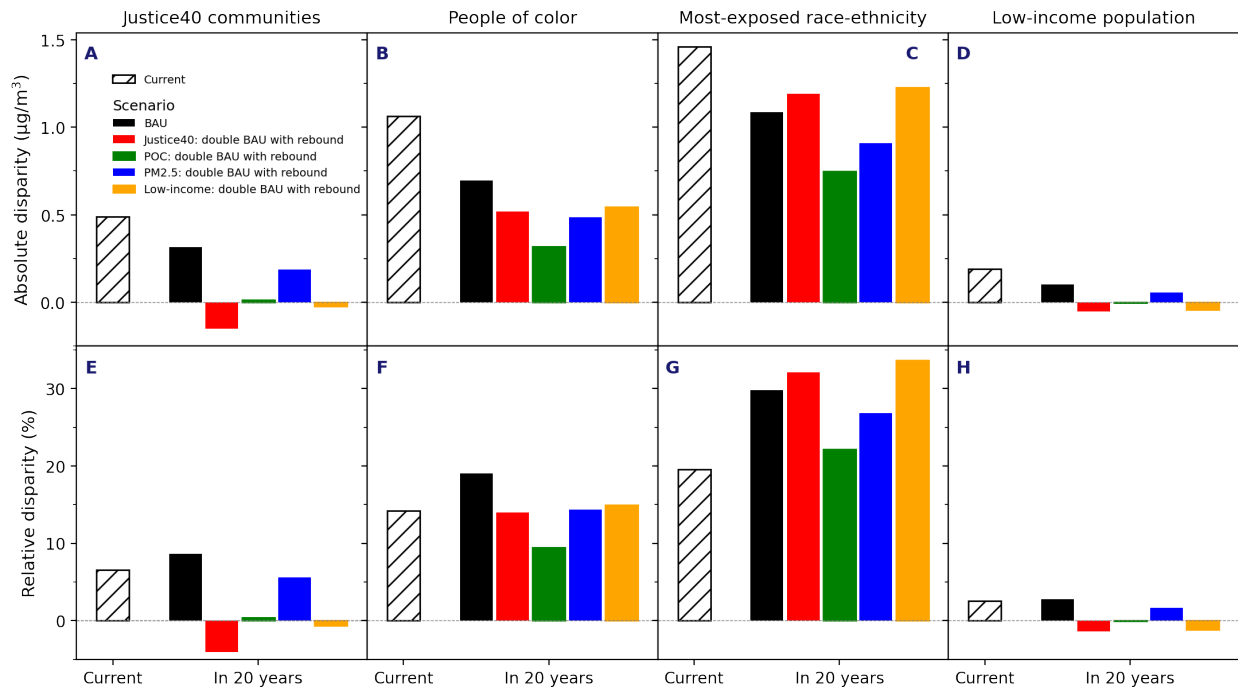 Justice40 communities
People of color
Most-exposed race-ethnicity
Low-income population
Absolute disparity (µg/m³)
1.5
1.0
0.5
0.0
A
Current
Scenario
BAU
Justice40: double BAU with rebound
POC: double BAU with rebound
PM2.5: double BAU with rebound
Low-income: double BAU with rebound
B
C
D
Relative disparity (%)
30
20
10
0
E
F
G
H
Current
In 20 years
Current
In 20 years
Current
In 20 years
Current
In 20 years